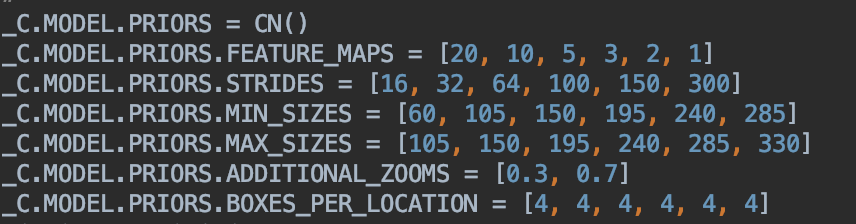 _C.MODEL.PRIORS = CN()
_C.MODEL.PRIORS.FEATURE_MAPS = [20, 10, 5, 3, 2, 1]
_C.MODEL.PRIORS.STRIDES = [16, 32, 64, 100, 150, 300]
_C.MODEL.PRIORS.MIN_SIZES = [60, 105, 150, 195, 240, 285]
_C.MODEL.PRIORS.MAX_SIZES = [105, 150, 195, 240, 285, 330]
_C.MODEL.PRIORS.ADDITIONAL_ZOOMS = [0.3, 0.7]
_C.MODEL.PRIORS.BOXES_PER_LOCATION = [4, 4, 4, 4, 4, 4]